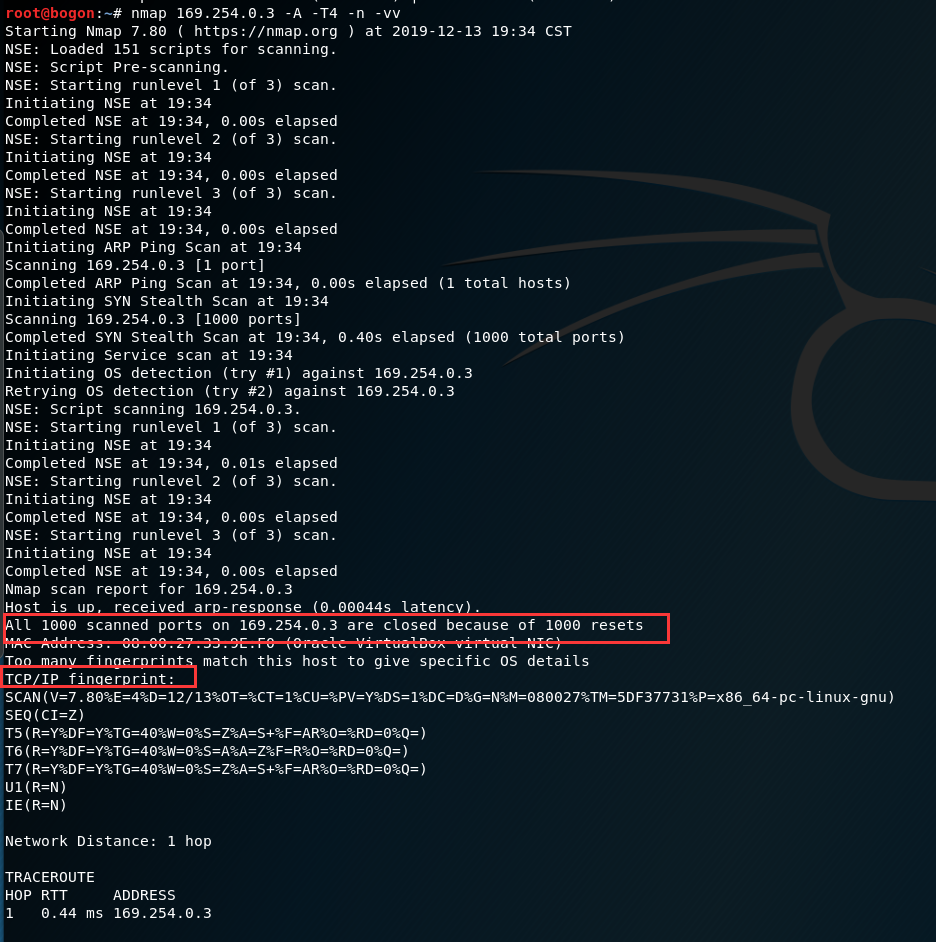 root@bogon:~# nmap 169.254.0.3 -A -T4 -n -vv
Starting Nmap 7.80 ( https://nmap.org ) at 2019-12-13 19:34 CST
NSE: Loaded 151 scripts for scanning.
NSE: Script Pre-scanning.
NSE: Starting runlevel 1 (of 3) scan.
Initiating NSE at 19:34
Completed NSE at 19:34, 0.00s elapsed
NSE: Starting runlevel 2 (of 3) scan.
Initiating NSE at 19:34
Completed NSE at 19:34, 0.00s elapsed
NSE: Starting runlevel 3 (of 3) scan.
Initiating NSE at 19:34
Completed NSE at 19:34, 0.00s elapsed
Initiating ARP Ping Scan at 19:34
Scanning 169.254.0.3 [1 port]
Completed ARP Ping Scan at 19:34, 0.00s elapsed (1 total hosts)
Initiating SYN Stealth Scan at 19:34
Scanning 169.254.0.3 [1000 ports]
Completed SYN Stealth Scan at 19:34, 0.40s elapsed (1000 total ports)
Initiating Service scan at 19:34
Initiating OS detection (try #1) against 169.254.0.3
Retrying OS detection (try #2) against 169.254.0.3
NSE: Script scanning 169.254.0.3.
NSE: Starting runlevel 1 (of 3) scan.
Initiating NSE at 19:34
Completed NSE at 19:34, 0.01s elapsed
NSE: Starting runlevel 2 (of 3) scan.
Initiating NSE at 19:34
Completed NSE at 19:34, 0.00s elapsed
NSE: Starting runlevel 3 (of 3) scan.
Initiating NSE at 19:34
Completed NSE at 19:34, 0.00s elapsed
Nmap scan report for 169.254.0.3
Host is up, received arp-response (0.00044s latency).
All 1000 scanned ports on 169.254.0.3 are closed because of 1000 resets
MAC Address: 08:00:27:33:9E:F0 (Oracle VirtualBox virtual NIC)
Too many fingerprints match this host to give specific OS details
TCP/IP fingerprint:
SCAN(V=7.80%E=4%D=12/13%OT=%CT=1%CU=%PV=Y%DS=1%DC=D%G=N%M=080027%TM=5DF37731%P=x86_64-pc-linux-gnu)
SEQ(CI=Z)
T5(R=Y%DF=Y%TG=40%W=0%S=Z%A=S+%F=AR%O=%RD=0%Q=)
T6(R=Y%DF=Y%TG=40%W=0%S=A%A=Z%F=R%O=%RD=0%Q=)
T7(R=Y%DF=Y%TG=40%W=0%S=Z%A=S+%F=AR%O=%RD=0%Q=)
U1(R=N)
IE(R=N)
Network Distance: 1 hop
TRACEROUTE
HOP RTT     ADDRESS
1   0.44 ms 169.254.0.3